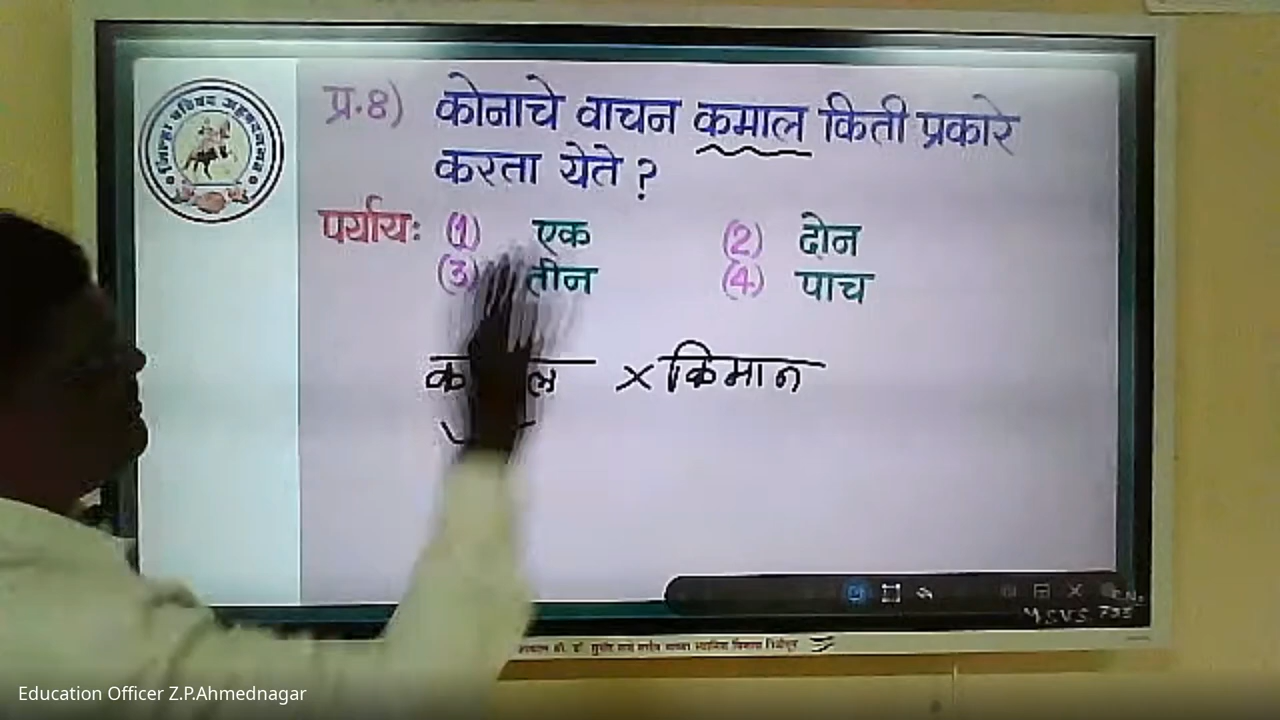 प्र.8) कोनाचे वाचन कमाल किती प्रकारे
करता येते ?
पर्यायः (1) एक (2) दोन
(3) तीन (4) पाच
× किमान
Education Officer Z.P.Ahmednagar